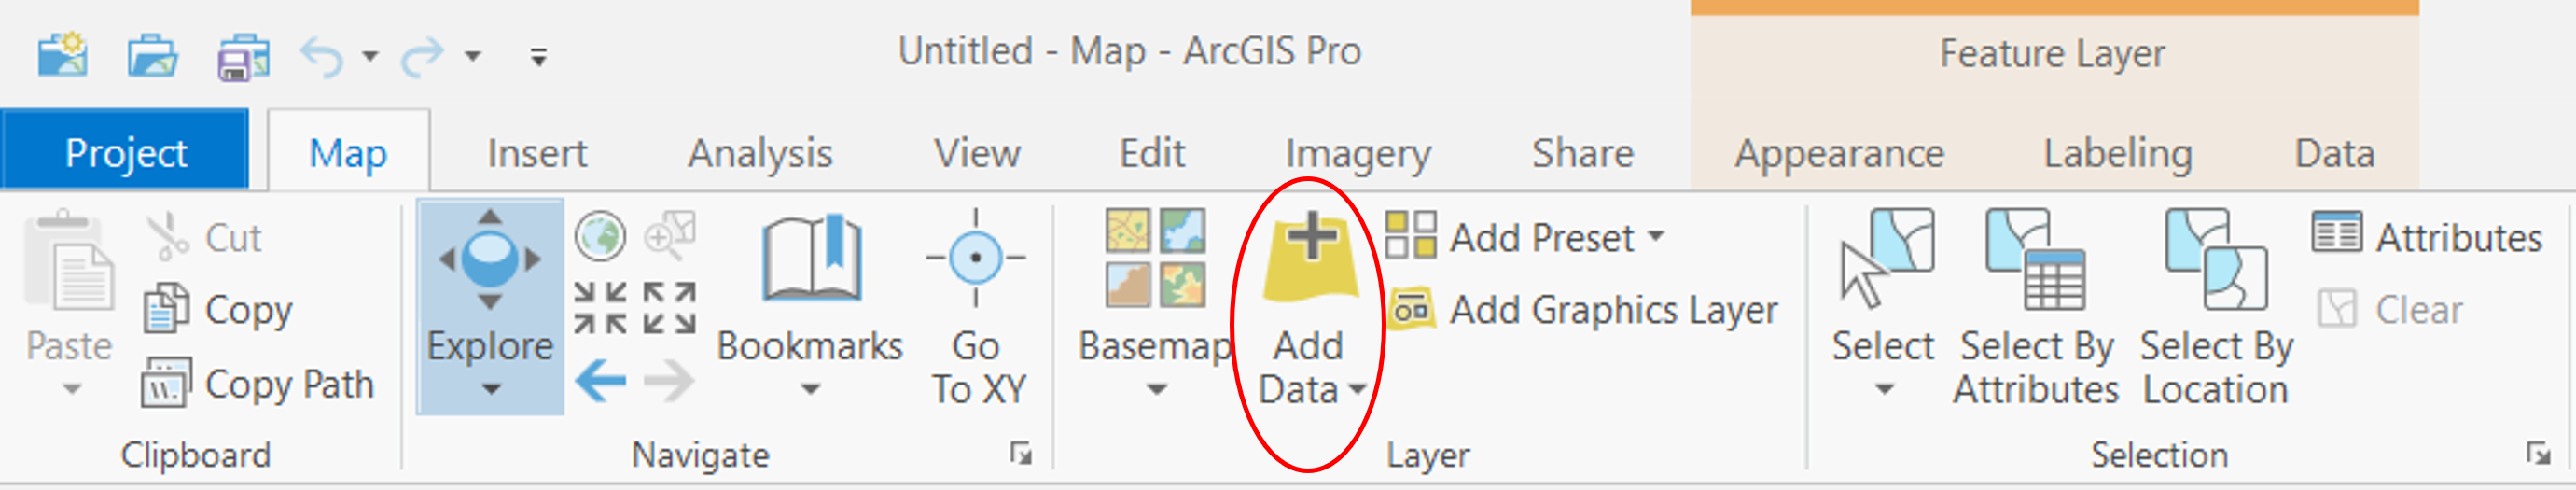 Untitled - Map - ArcGIS Pro
Feature Layer
Project
Map
Insert
Analysis
View
Edit
Imagery
Share
Appearance
Labeling
Data
Paste
Cut
Copy
Copy Path
Clipboard
Explore
Bookmarks
Go
To XY
Navigate
Basemap
Add
Data
Add Preset
Add Graphics Layer
Layer
Select
Select By
Attributes
Select By
Location
Attributes
Clear
Selection